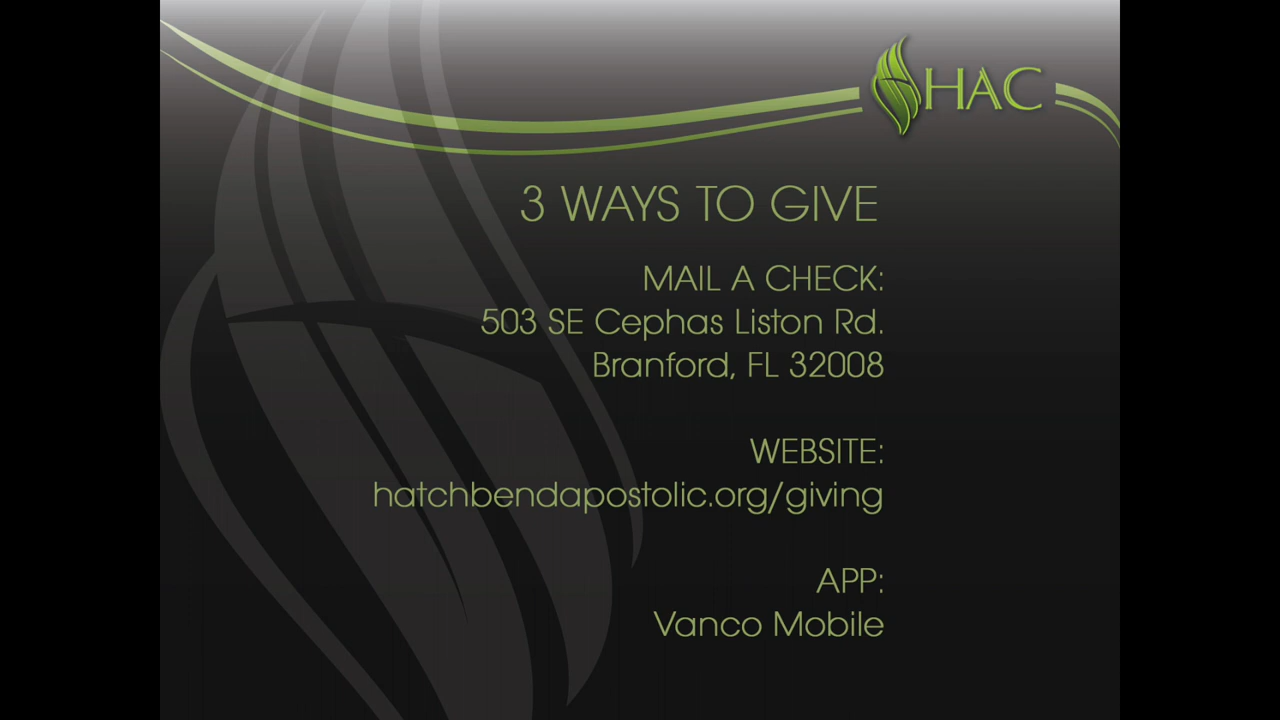 HAC
3 WAYS TO GIVE
MAIL A CHECK:
503 SE Cephas Liston Rd.
Branford, FL 32008
WEBSITE:
hatchbendapostolic.org/giving
APP:
Vanco Mobile